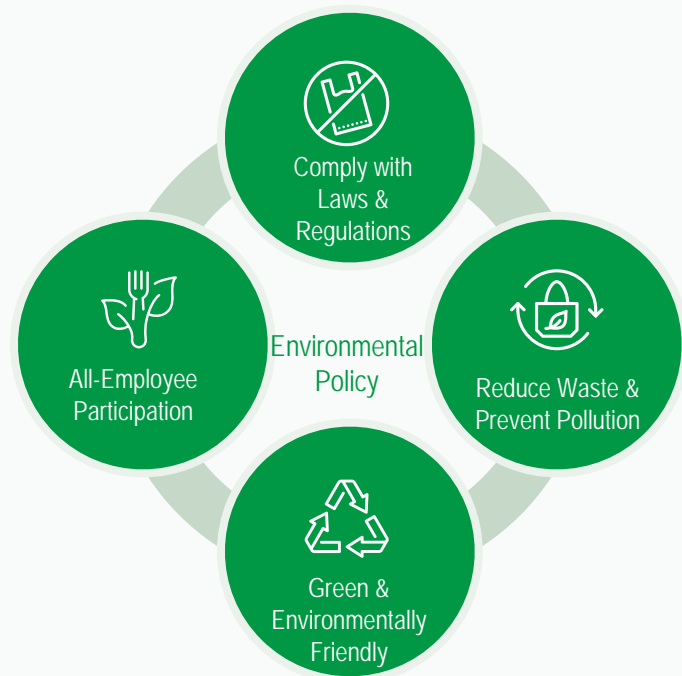 Comply with
Laws &
Regulations
All-Employee
Participation
Environmental
Policy
Reduce Waste &
Prevent Pollution
Green &
Environmentally
Friendly